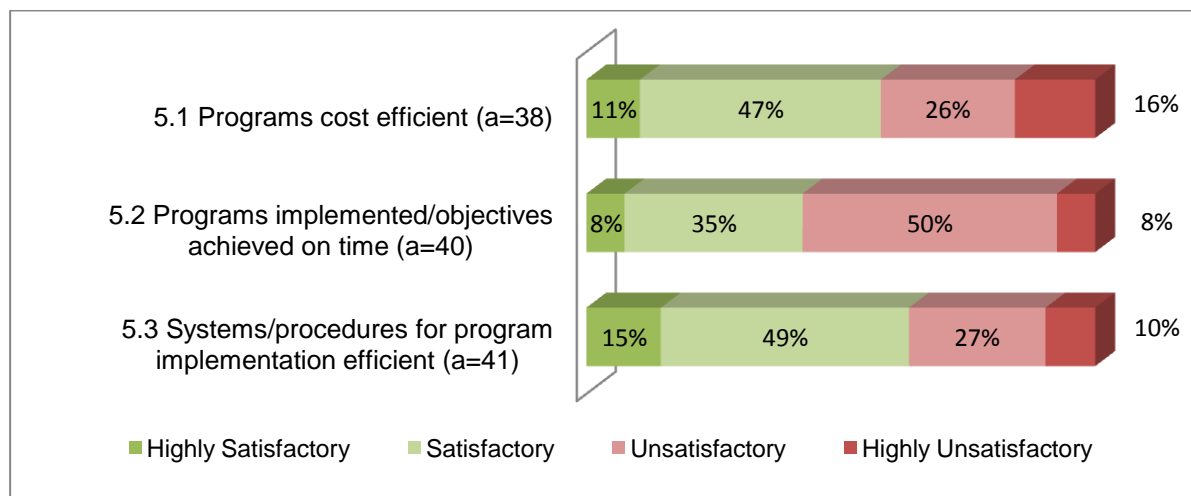 5.1 Programs cost efficient (a=38)
11% 47% 26% 16%
5.2 Programs implemented/objectives
achieved on time (a=40)
8% 35% 50% 8%
5.3 Systems/procedures for program
implementation efficient (a=41)
15% 49% 27% 10%
Highly Satisfactory Satisfactory Unsatisfactory Highly Unsatisfactory